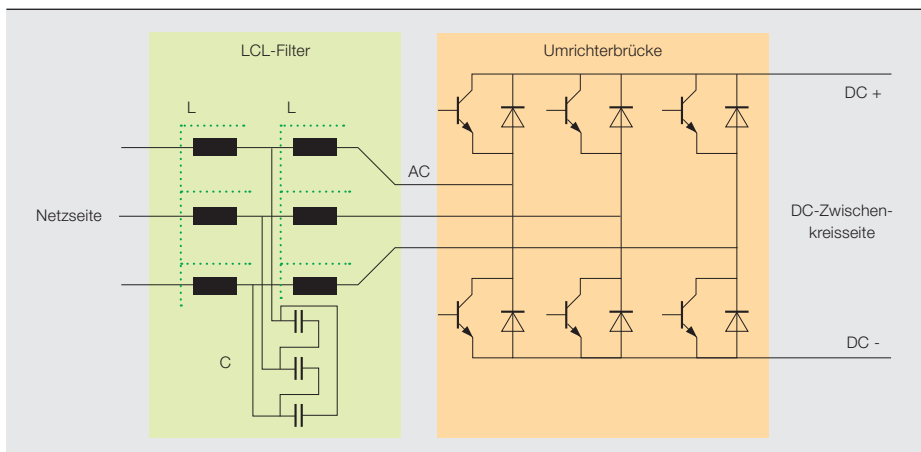 LCL-Filter
Umrichterbrücke
L
L
DC +
AC
Netzseite
DC-Zwischen-
kreisseite
C
DC -